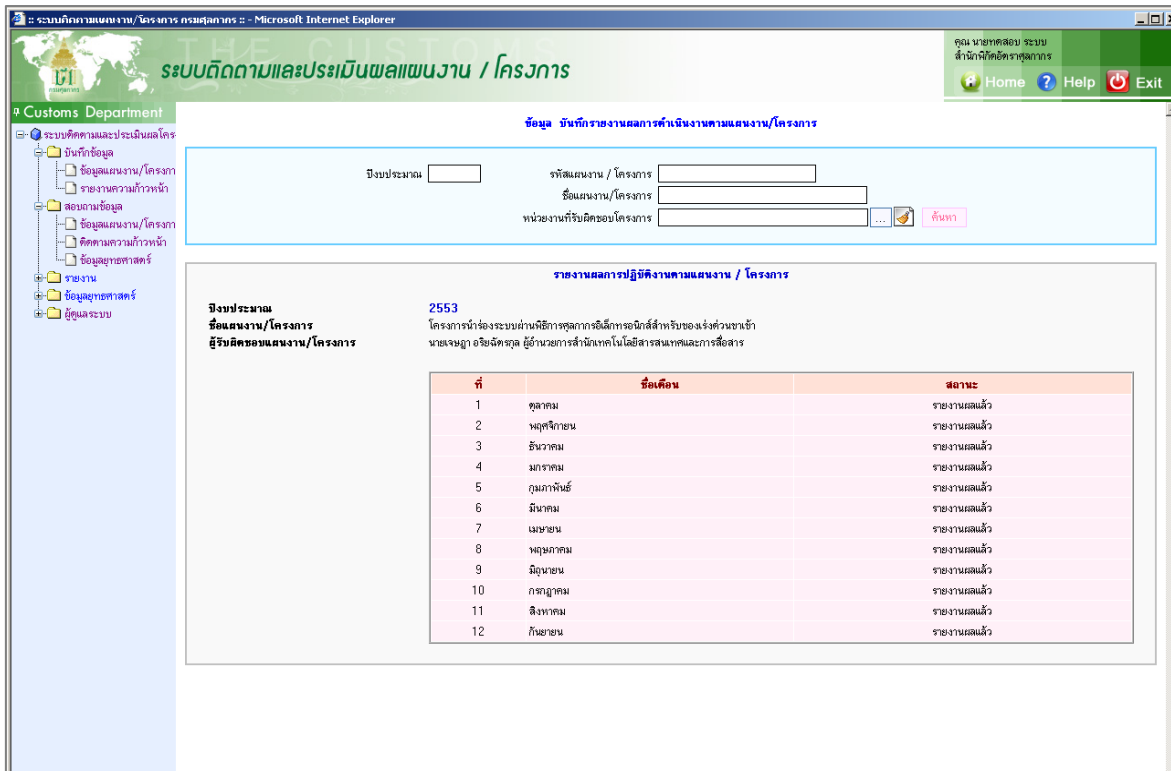 :: ระบบติดตามแผนงาน/โครงการ กรมศุลกากร :: - Microsoft Internet Explorer
THE CUSTOMS
ระบบติดตามและประเมินผลแผนงาน / โครงการ
คุณ นายทดสอบ ระบบ
สำนักพิกัดอัตราศุลกากร
Home Help Exit
กรมศุลกากร
Customs Department
ระบบติดตามและประเมินผลโคร
บันทึกข้อมูล
ข้อมูลแผนงาน/โครงกา
รายงานความก้าวหน้า
สอบถามข้อมูล
ข้อมูลแผนงาน/โครงกา
ติดตามความก้าวหน้า
ข้อมูลยุทธศาสตร์
รายงาน
ข้อมูลยุทธศาสตร์
ผู้ดูแลระบบ
ข้อมูล บันทึกรายงานผลการดำเนินงานตามแผนงาน/โครงการ
ปีงบประมาณ รหัสแผนงาน / โครงการ
ชื่อแผนงาน/โครงการ
หน่วยงานที่รับผิดชอบโครงการ ... ค้นหา
รายงานผลการปฏิบัติงานตามแผนงาน / โครงการ
ปีงบประมาณ 2553
ชื่อแผนงาน/โครงการ โครงการนำร่องระบบผ่านพิธีการศุลกากรอิเล็กทรอนิกส์สำหรับของเร่งด่วนขาเข้า
ผู้รับผิดชอบแผนงาน/โครงการ นายเจษฎา อริยฉัตรกุล ผู้อำนวยการสำนักเทคโนโลยีสารสนเทศและการสื่อสาร
ที่ ชื่อเดือน สถานะ
1 ตุลาคม รายงานผลแล้ว
2 พฤศจิกายน รายงานผลแล้ว
3 ธันวาคม รายงานผลแล้ว
4 มกราคม รายงานผลแล้ว
5 กุมภาพันธ์ รายงานผลแล้ว
6 มีนาคม รายงานผลแล้ว
7 เมษายน รายงานผลแล้ว
8 พฤษภาคม รายงานผลแล้ว
9 มิถุนายน รายงานผลแล้ว
10 กรกฎาคม รายงานผลแล้ว
11 สิงหาคม รายงานผลแล้ว
12 กันยายน รายงานผลแล้ว